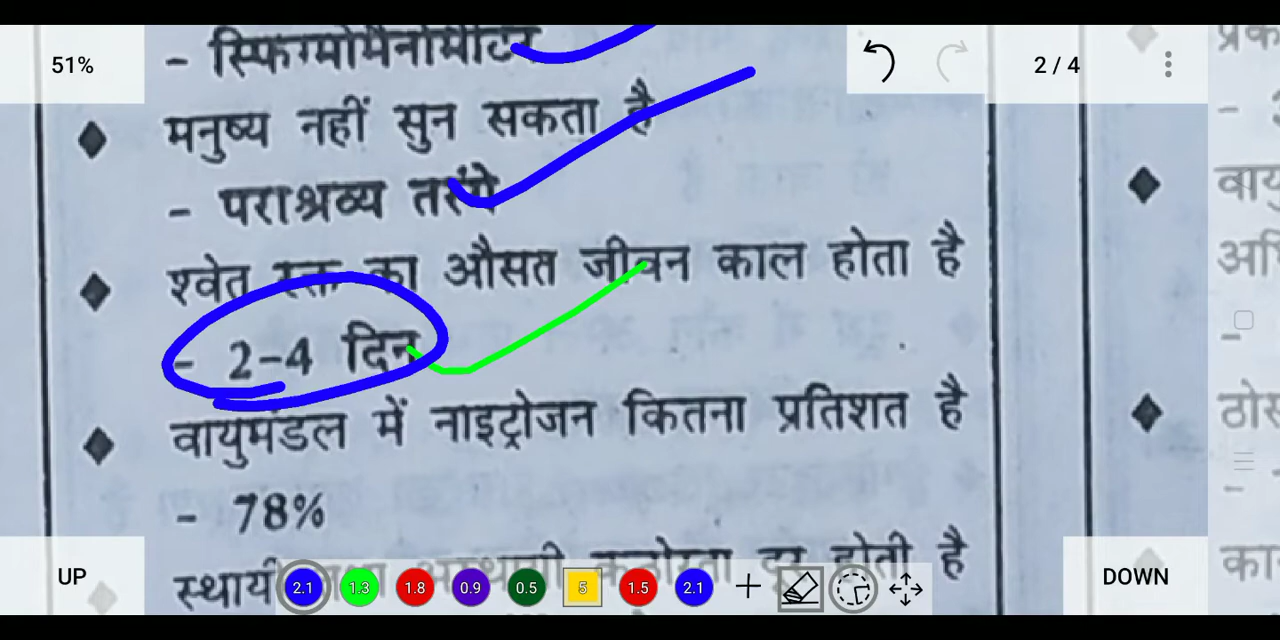 51%
- स्फिग्मोमैनोमीटर
2 / 4
मनुष्य नहीं सुन सकता है
- पराश्रव्य तरंगे
श्वेत रक्त का औसत जीवन काल होता है
- 2-4 दिन
वायुमंडल में नाइट्रोजन कितना प्रतिशत है
- 78%
होती है
UP
2.1 1.3 1.8 0.9 0.5 5 1.5 2.1
DOWN